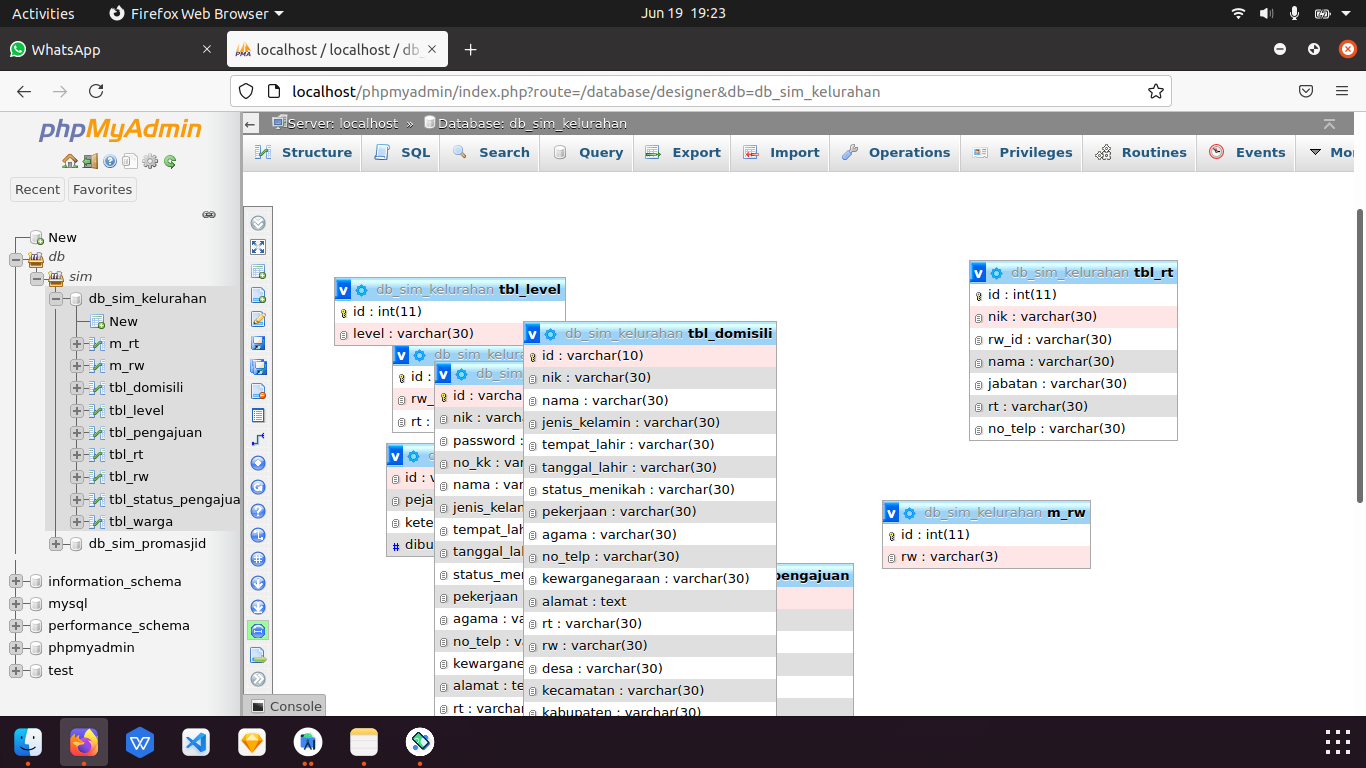 Activities Firefox Web Browser Jun 19 19:23
WhatsApp localhost / localhost / db_
localhost/phpmyadmin/index.php?route=/database/designer&db=db_sim_kelurahan
phpMyAdmin
Recent Favorites
New
db
sim
db_sim_kelurahan
New
m_rt
m_rw
tbl_domisili
tbl_level
tbl_pengajuan
tbl_rt
tbl_rw
tbl_status_pengajua
tbl_warga
db_sim_promasjid
information_schema
mysql
performance_schema
phpmyadmin
test
Server: localhost » Database: db_sim_kelurahan
Structure SQL Search Query Export Import Operations Privileges Routines Events Mo
db_sim_kelurahan tbl_level
id : int(11)
level : varchar(30)
db_sim_kelura
id :
rw_
rt :
id : v
peja
kete
# dibu
db_sim
id : varcha
nik : varcha
password :
no_kk : var
nama : var
jenis_kelan
tempat_lah
tanggal_lal
status_mer
pekerjaan
agama : va
no_telp : v
kewargane
alamat : te
rt : varchar
db_sim_kelurahan tbl_domisili
id : varchar(10)
nik : varchar(30)
nama : varchar(30)
jenis_kelamin : varchar(30)
tempat_lahir : varchar(30)
tanggal_lahir : varchar(30)
status_menikah : varchar(30)
pekerjaan : varchar(30)
agama : varchar(30)
no_telp : varchar(30)
kewarganegaraan : varchar(30)
alamat : text
rt : varchar(30)
rw : varchar(30)
desa : varchar(30)
kecamatan : varchar(30)
kabupaten : varchar(30)
pengajuan
db_sim_kelurahan tbl_rt
id : int(11)
nik : varchar(30)
rw_id : varchar(30)
nama : varchar(30)
jabatan : varchar(30)
rt : varchar(30)
no_telp : varchar(30)
db_sim_kelurahan m_rw
id : int(11)
rw : varchar(3)
Console